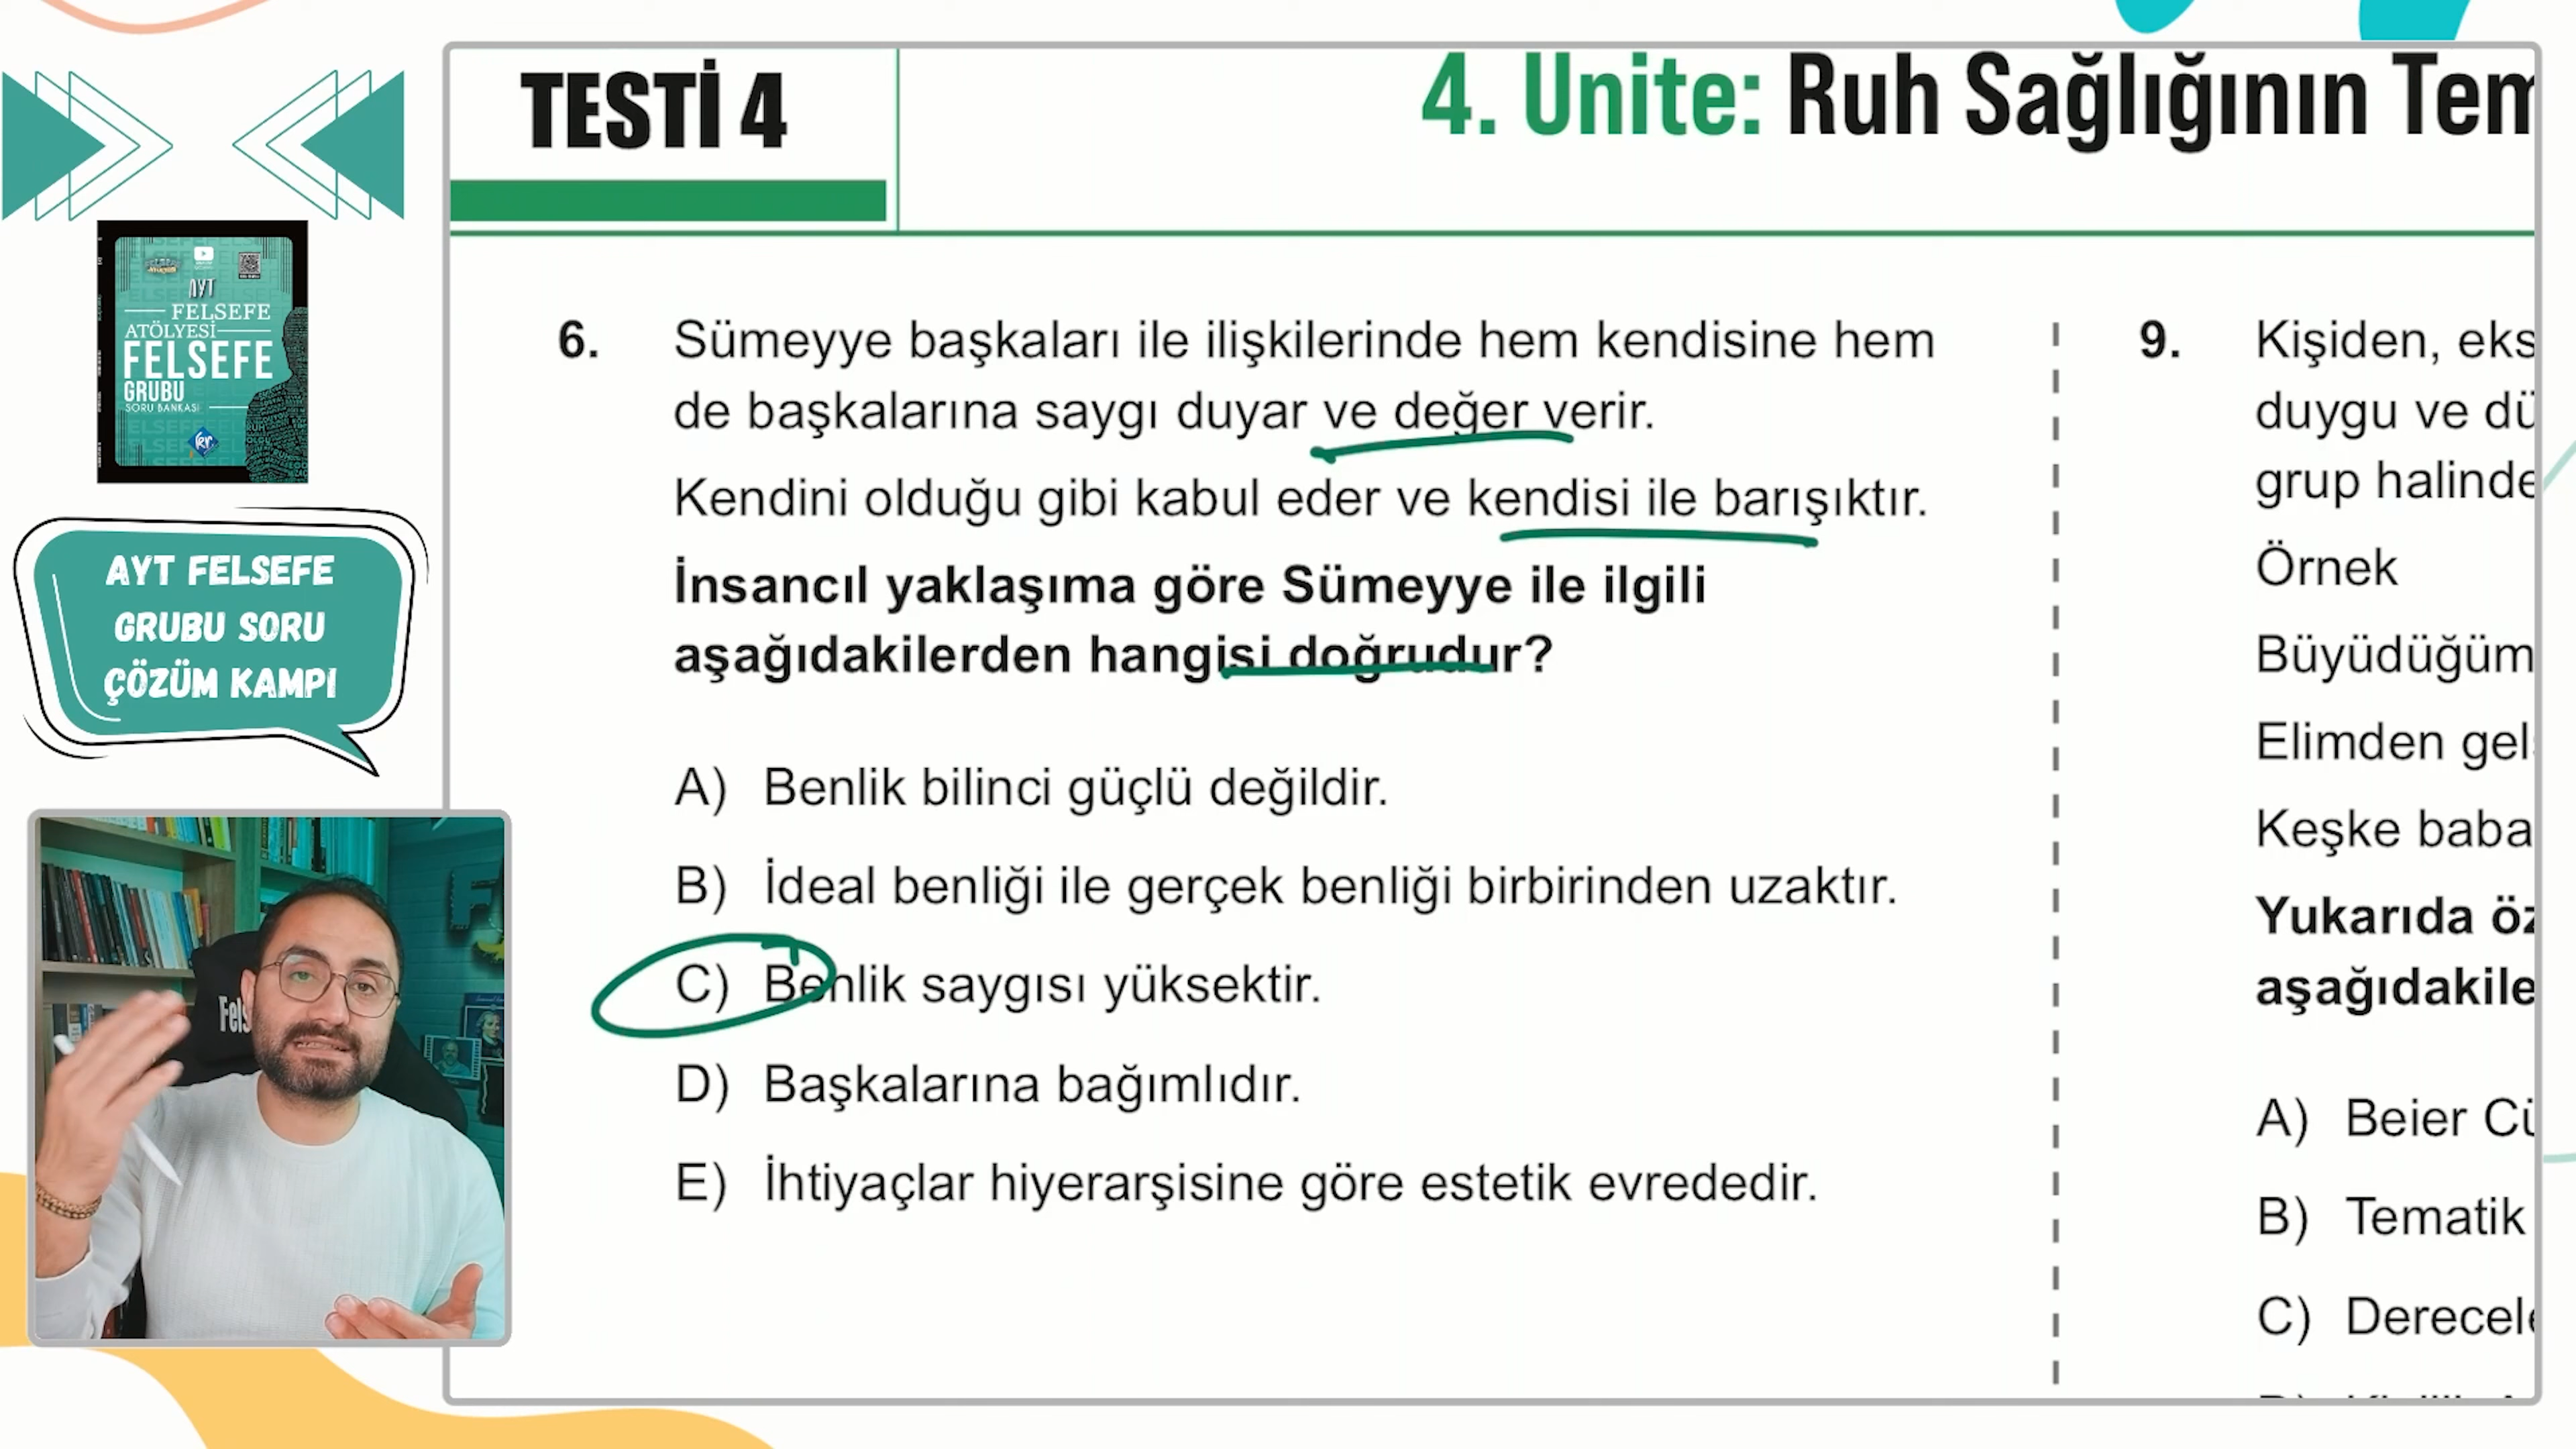 TESTİ 4
4. Ünite: Ruh Sağlığının Tem
AYT
FELSEFE
ATÖLYESİ
FELSEFE
GRUBU
SORU BANKASI
AYT FELSEFE
GRUBU SORU
ÇÖZÜM KAMPI
Fels
6. Sümeyye başkaları ile ilişkilerinde hem kendisine hem
de başkalarına saygı duyar ve değer verir.
Kendini olduğu gibi kabul eder ve kendisi ile barışıktır.
İnsancıl yaklaşıma göre Sümeyye ile ilgili
aşağıdakilerden hangisi doğrudur?
A) Benlik bilinci güçlü değildir.
B) İdeal benliği ile gerçek benliği birbirinden uzaktır.
C) Benlik saygısı yüksektir.
D) Başkalarına bağımlıdır.
E) İhtiyaçlar hiyerarşisine göre estetik evrededir.
9. Kişiden, eks
duygu ve dü
grup halinde
Örnek
Büyüdüğüm
Elimden gel
Keşke baba
Yukarıda öz
aşağıdakile
A) Beier Cü
B) Tematik
C) Derecele